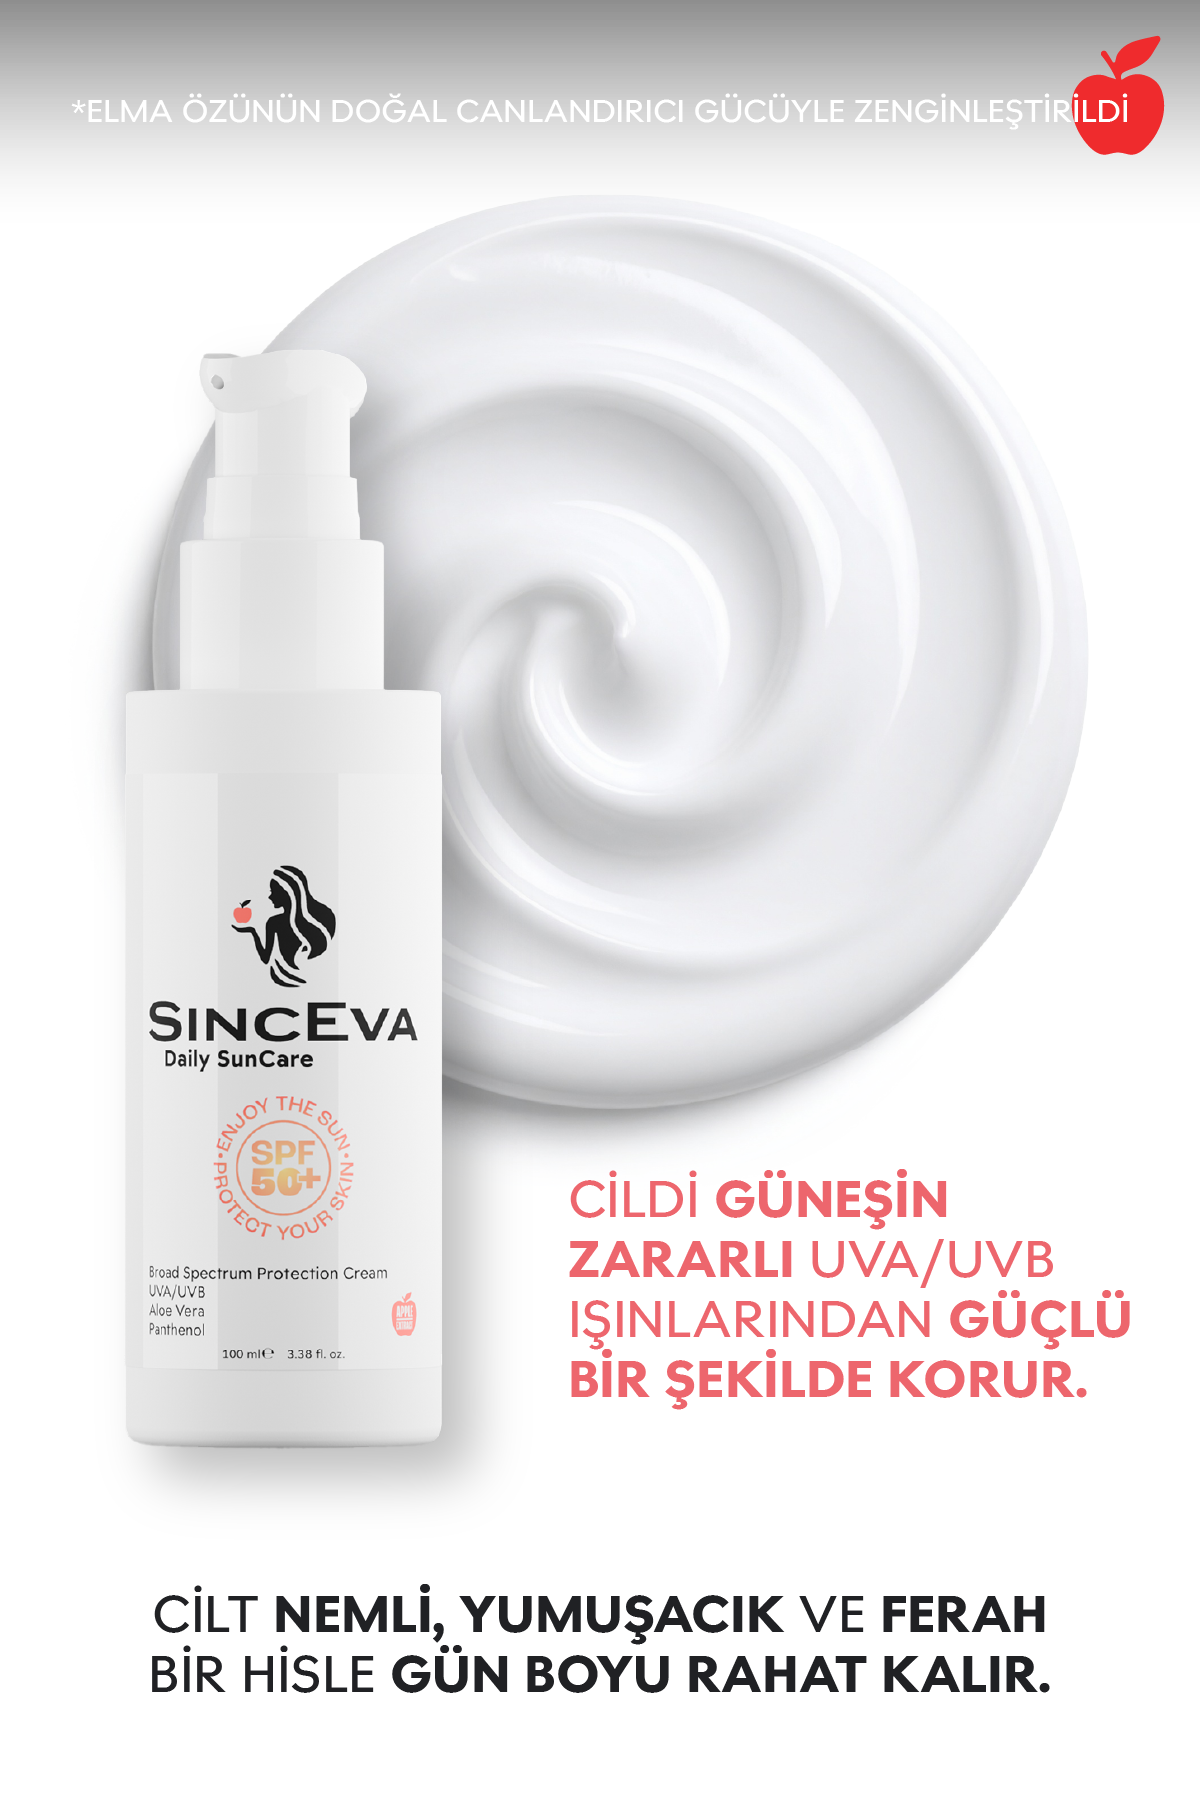 *ELMA ÖZÜNÜN DOĞAL CANLANDIRICI GÜCÜYLE ZENGİNLEŞTİRİLDİ
SINCEVA
Daily SunCare
ENJOY THE SUN
SPF
50+
PROTECT YOUR SKIN
Broad Spectrum Protection Cream
UVA/UVB
Aloe Vera
Panthenol
APPLE
EXTRACT
100 ml℮ 3.38 fl. oz.
CİLDİ GÜNEŞİN
ZARARLI UVA/UVB
IŞINLARINDAN GÜÇLÜ
BİR ŞEKİLDE KORUR.
CİLT NEMLİ, YUMUŞACIK VE FERAH
BİR HİSLE GÜN BOYU RAHAT KALIR.